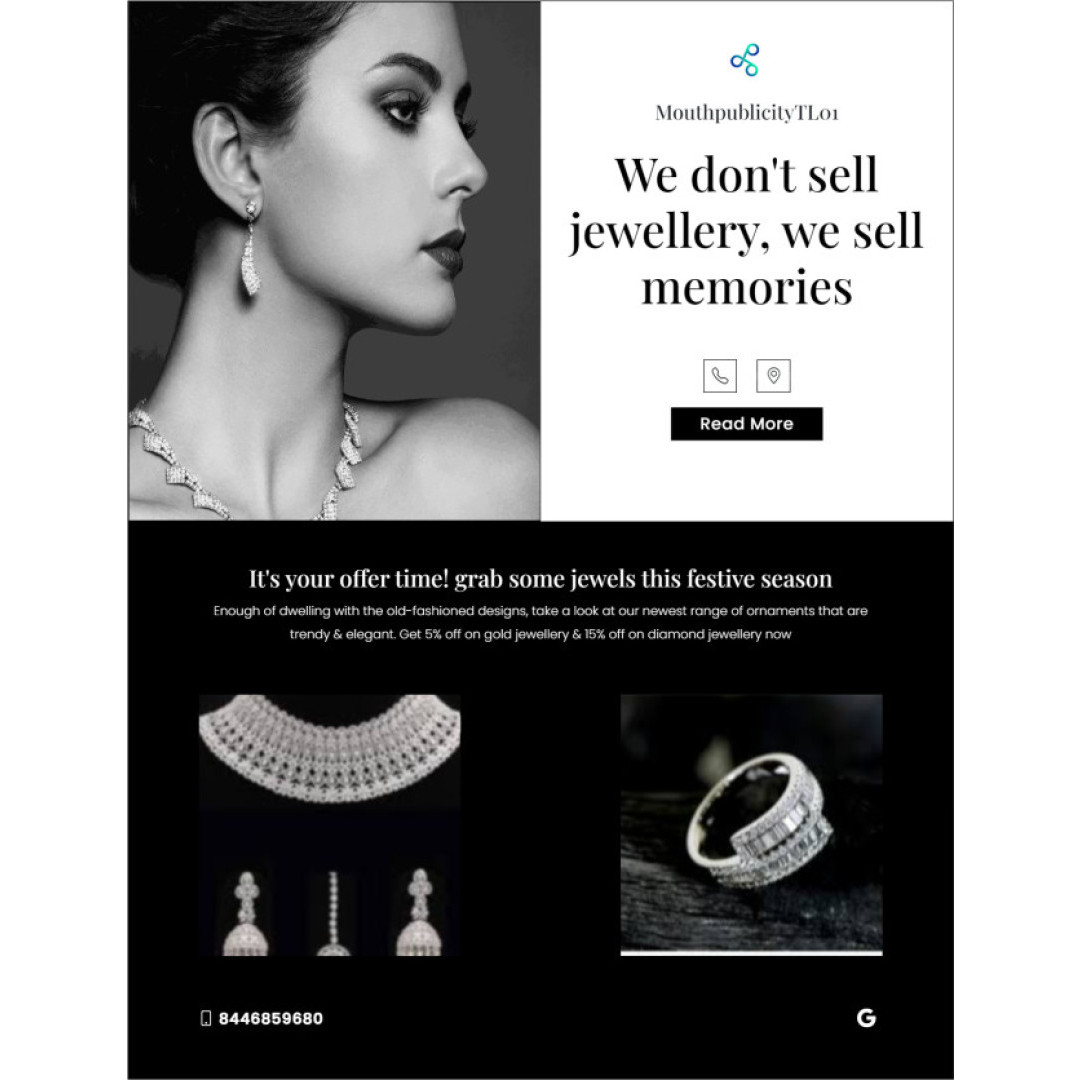 MouthpublicityTL01
We don't sell
jewellery, we sell
memories
Read More
It's your offer time! grab some jewels this festive season
Enough of dwelling with the old-fashioned designs, take a look at our newest range of ornaments that are
trendy & elegant. Get 5% off on gold jewellery & 15% off on diamond jewellery now
8446859680
G